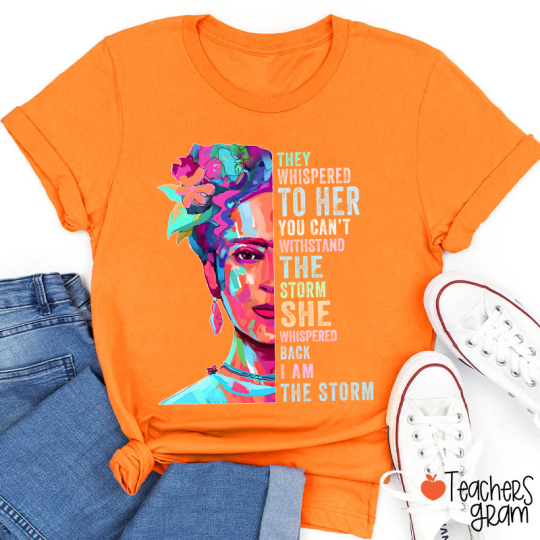 THEY
WHISPERED
TO HER
YOU CAN'T
WITHSTAND
THE
STORM
SHE
WHISPERED
BACK
I AM
THE STORM
TeacHeRs
gram